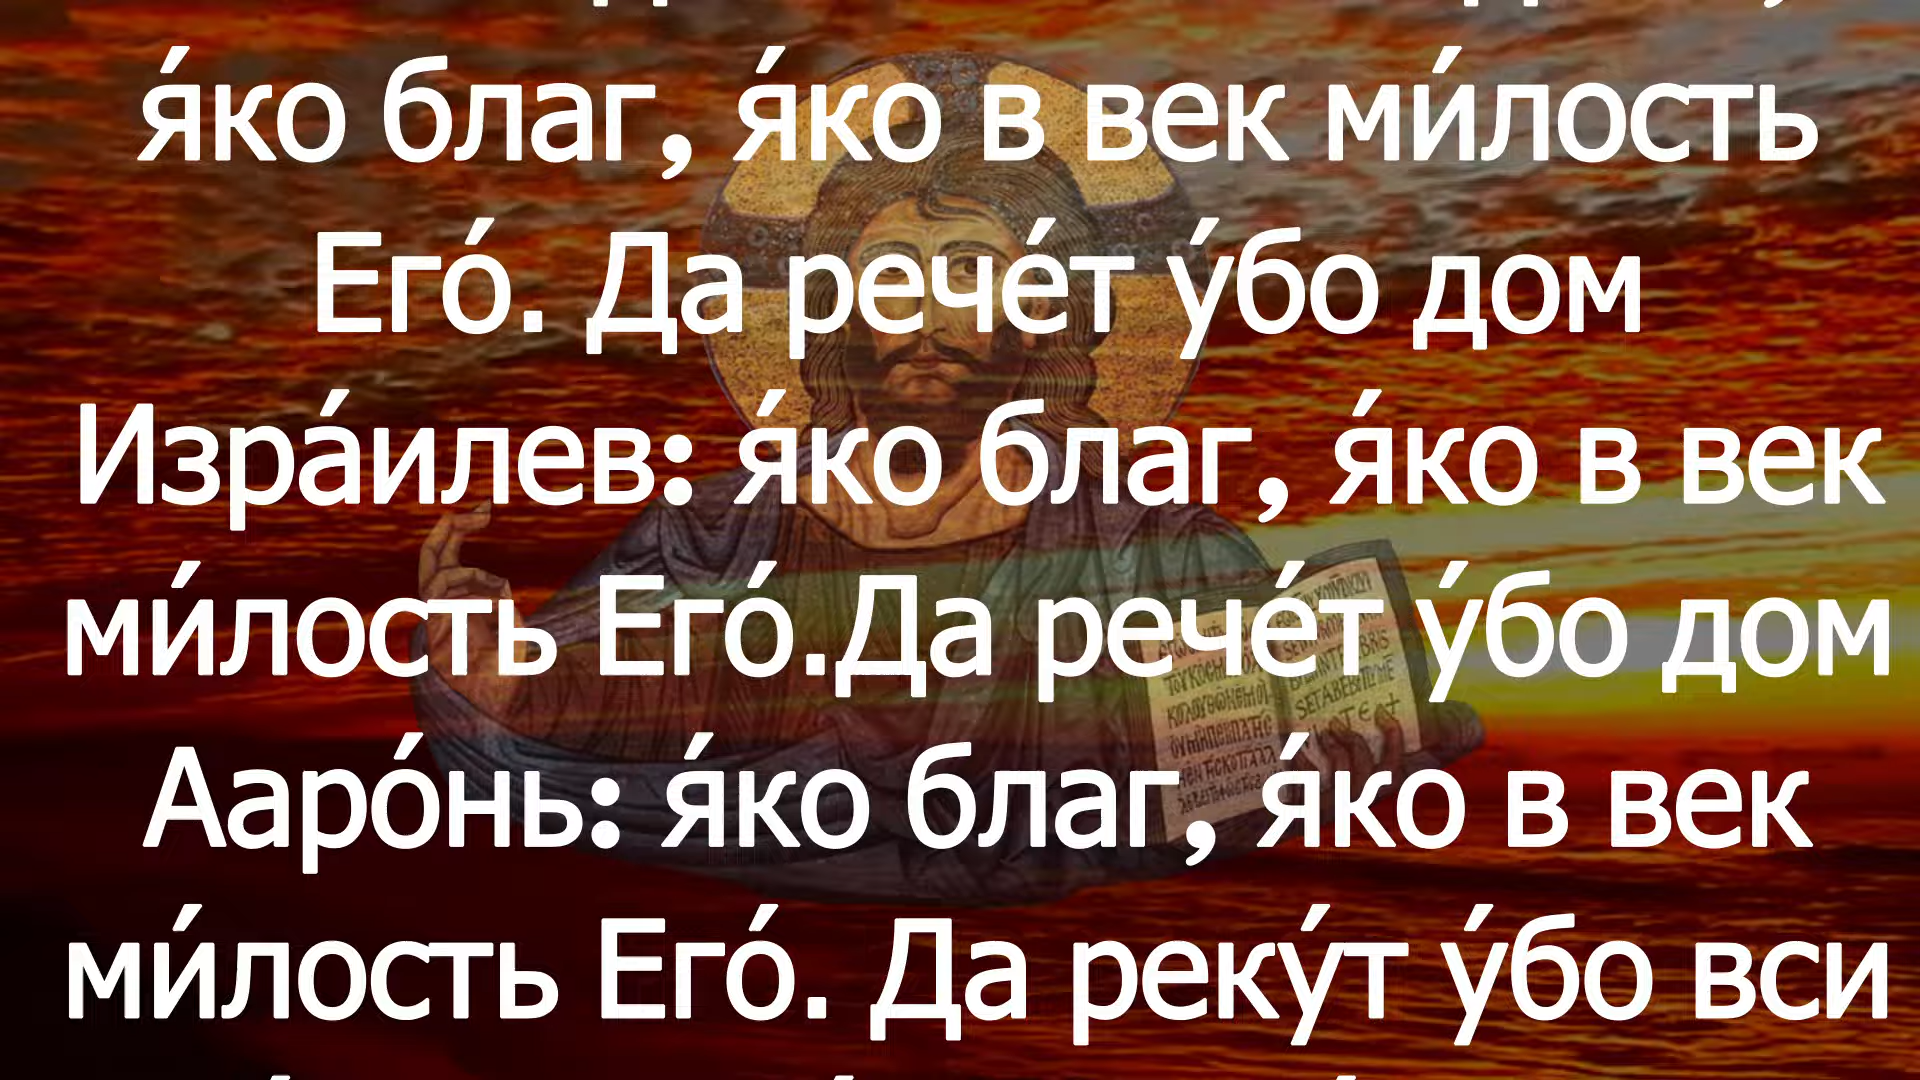 я́ко благ, я́ко в век ми́лость
Его́. Да рече́т у́бо дом
Изра́илев: я́ко благ, я́ко в век
ми́лость Его́.Да рече́т у́бо дом
Ааро́нь: я́ко благ, я́ко в век
ми́лость Его́. Да реку́т у́бо вси